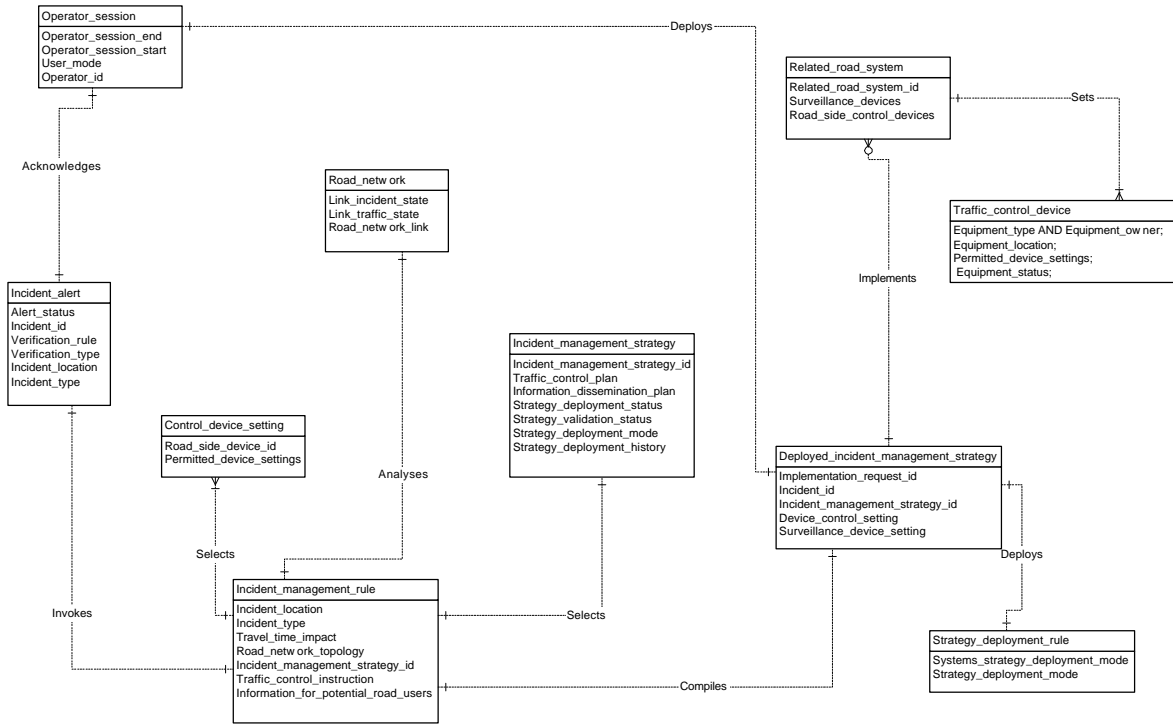 Operator_session
Operator_session_end
Operator_session_start
User_mode
Operator_id
Deploys
Related_road_system
Related_road_system_id
Surveillance_devices
Road_side_control_devices
Sets
Acknowledges
Road_netw ork
Link_incident_state
Link_traffic_state
Road_netw ork_link
Traffic_control_device
Equipment_type AND Equipment_ow ner;
Equipment_location;
Permitted_device_settings;
Equipment_status;
Implements
Incident_alert
Alert_status
Incident_id
Verification_rule
Verification_type
Incident_location
Incident_type
Incident_management_strategy
Incident_management_strategy_id
Traffic_control_plan
Information_dissemination_plan
Strategy_deployment_status
Strategy_validation_status
Strategy_deployment_mode
Strategy_deployment_history
Control_device_setting
Road_side_device_id
Permitted_device_settings
Analyses
Deployed_incident_management_strategy
Implementation_request_id
Incident_id
Incident_management_strategy_id
Device_control_setting
Surveillance_device_setting
Selects
Deploys
Incident_management_rule
Incident_location
Incident_type
Travel_time_impact
Road_netw ork_topology
Incident_management_strategy_id
Traffic_control_instruction
Information_for_potential_road_users
Invokes
Selects
Compiles
Strategy_deployment_rule
Systems_strategy_deployment_mode
Strategy_deployment_mode